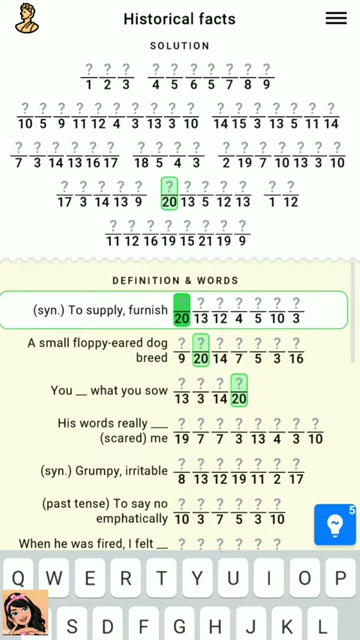 Historical facts
SOLUTION
? ? ? ? ? ? ? ? ? ?
1 2 3 4 5 6 5 7 8 9
? ? ? ? ? ? ? ? ? ? ? ? ? ? ? ? ? ?
10 5 9 11 12 4 3 13 3 10 14 15 3 13 5 11 14
? ? ? ? ? ? ? ? ? ? ? ? ? ? ? ? ?
7 3 14 13 16 17 18 5 4 3 2 19 7 10 13 3 10
? ? ? ? ? ? ? ? ? ? ? ?
17 3 14 13 9 20 13 5 12 13 1 12
? ? ? ? ? ? ? ?
11 12 16 19 15 21 19 9
DEFINITION & WORDS
(syn.) To supply, furnish ? ? ? ? ? ? ?
20 13 12 4 5 10 3
A small floppy-eared dog breed ? ? ? ? ? ? ?
9 20 14 7 5 3 16
You __ what you sow ? ? ? ?
13 3 14 20
His words really ___ (scared) me ? ? ? ? ? ? ? ?
19 7 7 3 13 4 3 10
(syn.) Grumpy, irritable ? ? ? ? ? ? ?
8 13 12 19 11 2 17
(past tense) To say no emphatically ? ? ? ? ? ?
10 3 7 5 3 10
When he was fired, I felt _ ? ? ? ? ? ?
5
Q W E R T Y U I O P
S D F G H J K L